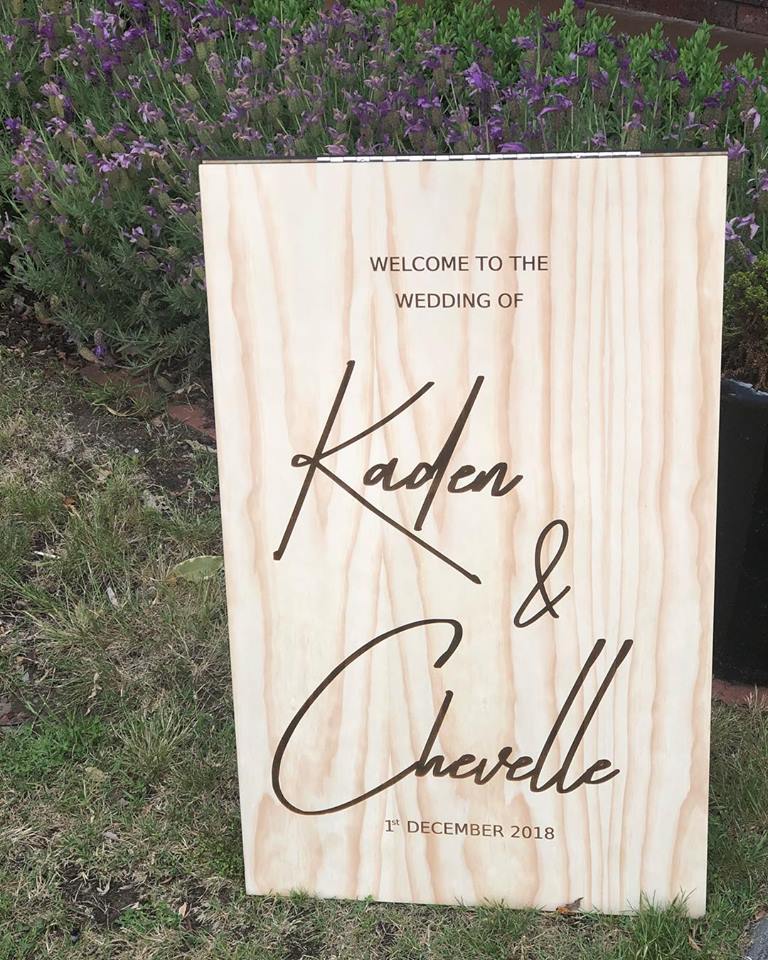 WELCOME TO THE
WEDDING OF
Kaden
&
Chevelle
1st DECEMBER 2018